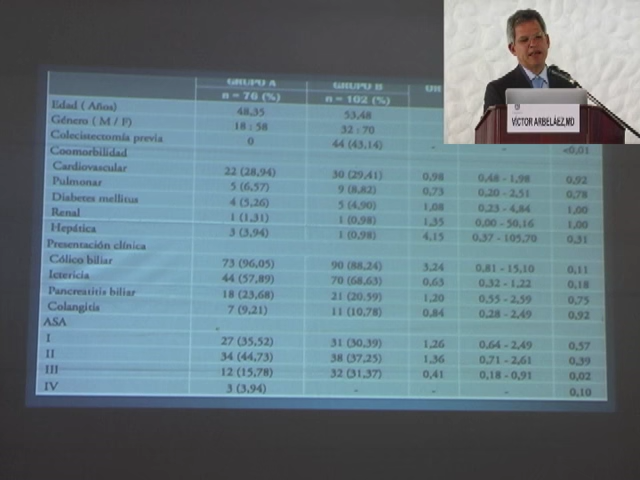 GRUPO A GRUPO B OR
n = 76 (%) n = 102 (%)
Edad ( Años) 48,35 53,48
Género ( M / F) 18 : 58 32 : 70
Colecistectomía previa 0 44 (43,14) - - <0,01
Coomorbilidad
Cardiovascular 22 (28,94) 30 (29,41) 0,98 0,48 - 1,98 0,92
Pulmonar 5 (6,57) 9 (8,82) 0,73 0,20 - 2,51 0,78
Diabetes mellitus 4 (5,26) 5 (4,90) 1,08 0,23 - 4,84 1,00
Renal 1 (1,31) 1 (0,98) 1,35 0,00 - 50,16 1,00
Hepática 3 (3,94) 1 (0,98) 4,15 0,37 - 105,70 0,31
Presentación clínica
Cólico biliar 73 (96,05) 90 (88,24) 3,24 0,81 - 15,10 0,11
Ictericia 44 (57,89) 70 (68,63) 0,63 0,32 - 1,22 0,18
Pancreatitis biliar 18 (23,68) 21 (20.59) 1,20 0,55 - 2,59 0,75
Colangitis 7 (9,21) 11 (10,78) 0,84 0,28 - 2,49 0,92
ASA
I 27 (35,52) 31 (30,39) 1,26 0,64 - 2,49 0,57
II 34 (44,73) 38 (37,25) 1,36 0,71 - 2,61 0,39
III 12 (15,78) 32 (31,37) 0,41 0,18 - 0,91 0,02
IV 3 (3,94) - - - 0,10
VICTOR ARBELÁEZ,MD